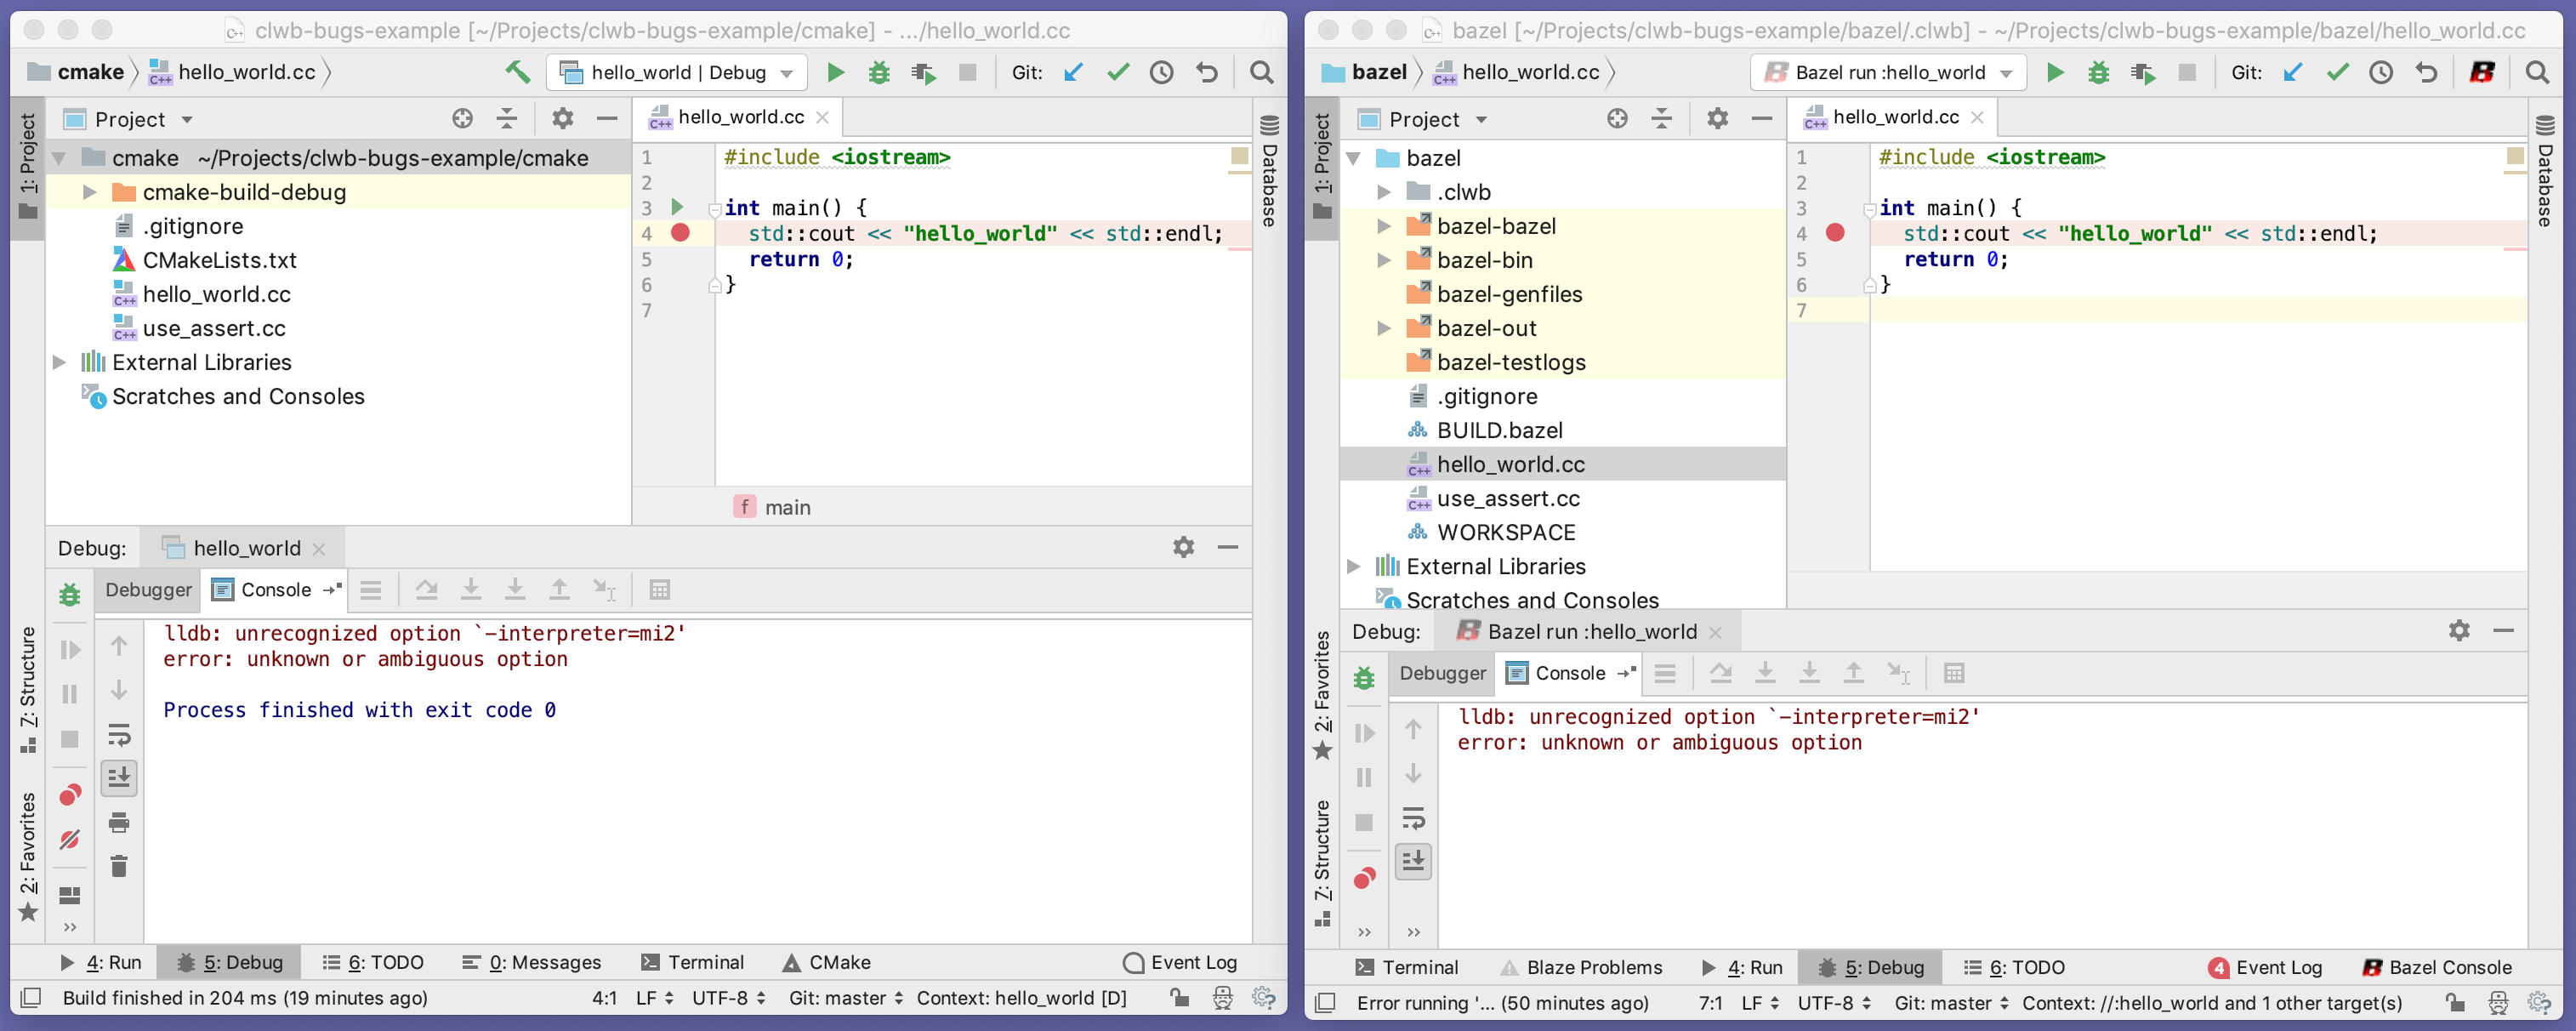 clwb-bugs-example [~/Projects/clwb-bugs-example/cmake] - .../hello_world.cc
cmake hello_world.cc hello_world | Debug Git:
1: Project
Project
cmake ~/Projects/clwb-bugs-example/cmake
cmake-build-debug
.gitignore
CMakeLists.txt
hello_world.cc
use_assert.cc
External Libraries
Scratches and Consoles
hello_world.cc
1 #include <iostream>
2
3 int main() {
4 std::cout << "hello_world" << std::endl;
5 return 0;
6 }
7
main
Database
Debug: hello_world
Debugger Console
lldb: unrecognized option `-interpreter=mi2'
error: unknown or ambiguous option
Process finished with exit code 0
7: Structure
2: Favorites
4: Run 5: Debug 6: TODO 0: Messages Terminal CMake Event Log
Build finished in 204 ms (19 minutes ago) 4:1 LF UTF-8 Git: master Context: hello_world [D]
bazel [~/Projects/clwb-bugs-example/bazel/.clwb] - ~/Projects/clwb-bugs-example/bazel/hello_world.cc
bazel hello_world.cc Bazel run :hello_world Git:
1: Project
Project
bazel
.clwb
bazel-bazel
bazel-bin
bazel-genfiles
bazel-out
bazel-testlogs
.gitignore
BUILD.bazel
hello_world.cc
use_assert.cc
WORKSPACE
External Libraries
Scratches and Consoles
hello_world.cc
1 #include <iostream>
2
3 int main() {
4 std::cout << "hello_world" << std::endl;
5 return 0;
6 }
7
Database
Debug: Bazel run :hello_world
Debugger Console
lldb: unrecognized option `-interpreter=mi2'
error: unknown or ambiguous option
2: Favorites
7: Structure
Terminal Blaze Problems 4: Run 5: Debug 6: TODO 4 Event Log Bazel Console
Error running '... (50 minutes ago) 7:1 LF UTF-8 Git: master Context: //:hello_world and 1 other target(s)